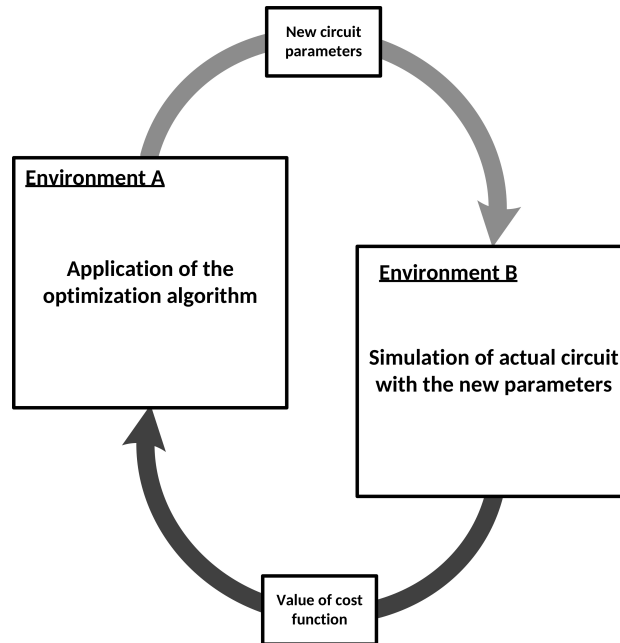 New circuit
parameters
Environment A
Application of the
optimization algorithm
Environment B
Simulation of actual circuit
with the new parameters
Value of cost
function